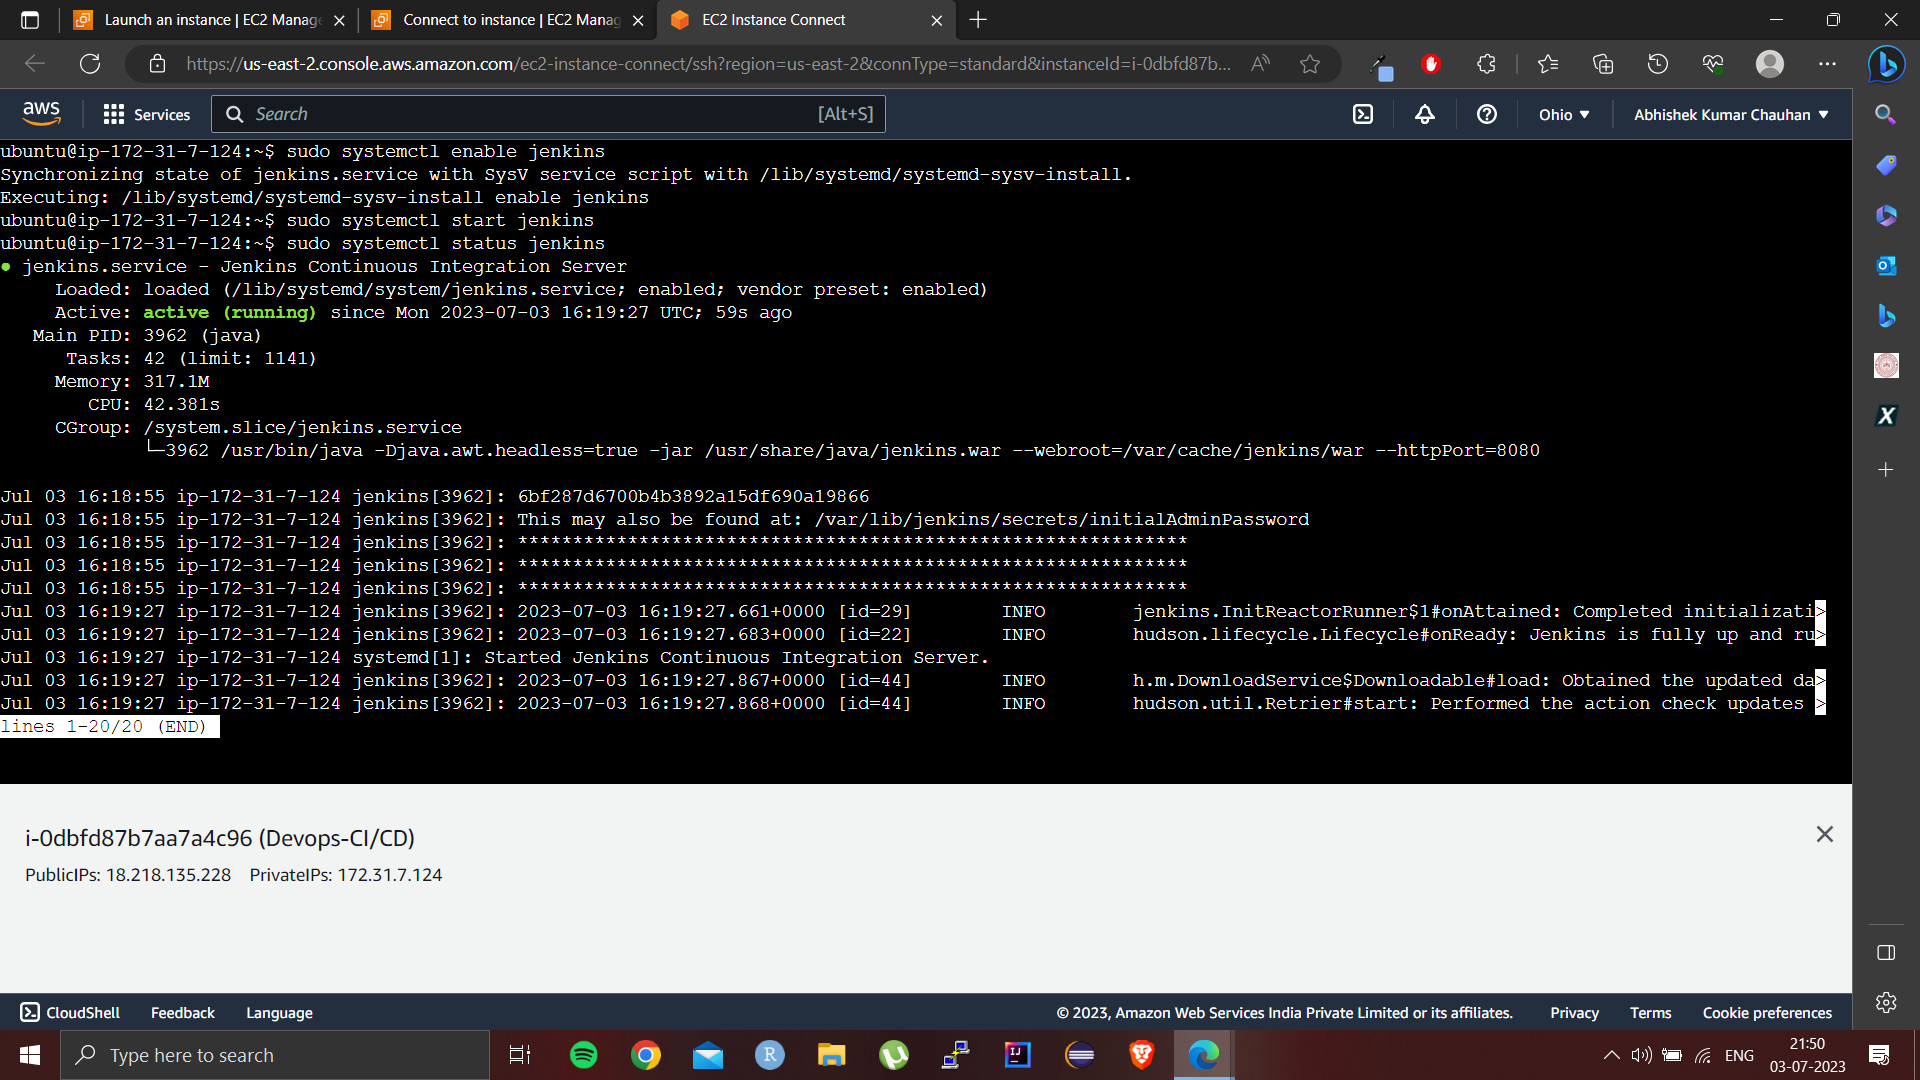 Launch an instance | EC2 Manage
Connect to instance | EC2 Manag
EC2 Instance Connect
https://us-east-2.console.aws.amazon.com/ec2-instance-connect/ssh?region=us-east-2&connType=standard&instanceId=i-0dbfd87b...
aws
Services
Search
[Alt+S]
Ohio
Abhishek Kumar Chauhan
ubuntu@ip-172-31-7-124:~$ sudo systemctl enable jenkins
Synchronizing state of jenkins.service with SysV service script with /lib/systemd/systemd-sysv-install.
Executing: /lib/systemd/systemd-sysv-install enable jenkins
ubuntu@ip-172-31-7-124:~$ sudo systemctl start jenkins
ubuntu@ip-172-31-7-124:~$ sudo systemctl status jenkins
● jenkins.service - Jenkins Continuous Integration Server
Loaded: loaded (/lib/systemd/system/jenkins.service; enabled; vendor preset: enabled)
Active: active (running) since Mon 2023-07-03 16:19:27 UTC; 59s ago
Main PID: 3962 (java)
Tasks: 42 (limit: 1141)
Memory: 317.1M
CPU: 42.381s
CGroup: /system.slice/jenkins.service
└─3962 /usr/bin/java -Djava.awt.headless=true -jar /usr/share/java/jenkins.war --webroot=/var/cache/jenkins/war --httpPort=8080
Jul 03 16:18:55 ip-172-31-7-124 jenkins[3962]: 6bf287d6700b4b3892a15df690a19866
Jul 03 16:18:55 ip-172-31-7-124 jenkins[3962]: This may also be found at: /var/lib/jenkins/secrets/initialAdminPassword
Jul 03 16:18:55 ip-172-31-7-124 jenkins[3962]: *************************************************************
Jul 03 16:18:55 ip-172-31-7-124 jenkins[3962]: *************************************************************
Jul 03 16:18:55 ip-172-31-7-124 jenkins[3962]: *************************************************************
Jul 03 16:19:27 ip-172-31-7-124 jenkins[3962]: 2023-07-03 16:19:27.661+0000 [id=29] INFO jenkins.InitReactorRunner$1#onAttained: Completed initializati>
Jul 03 16:19:27 ip-172-31-7-124 jenkins[3962]: 2023-07-03 16:19:27.683+0000 [id=22] INFO hudson.lifecycle.Lifecycle#onReady: Jenkins is fully up and ru>
Jul 03 16:19:27 ip-172-31-7-124 systemd[1]: Started Jenkins Continuous Integration Server.
Jul 03 16:19:27 ip-172-31-7-124 jenkins[3962]: 2023-07-03 16:19:27.867+0000 [id=44] INFO h.m.DownloadService$Downloadable#load: Obtained the updated da>
Jul 03 16:19:27 ip-172-31-7-124 jenkins[3962]: 2023-07-03 16:19:27.868+0000 [id=44] INFO hudson.util.Retrier#start: Performed the action check updates >
lines 1-20/20 (END)
i-0dbfd87b7aa7a4c96 (Devops-CI/CD)
PublicIPs: 18.218.135.228 PrivateIPs: 172.31.7.124
CloudShell
Feedback
Language
© 2023, Amazon Web Services India Private Limited or its affiliates.
Privacy
Terms
Cookie preferences
Type here to search
ENG
21:50
03-07-2023